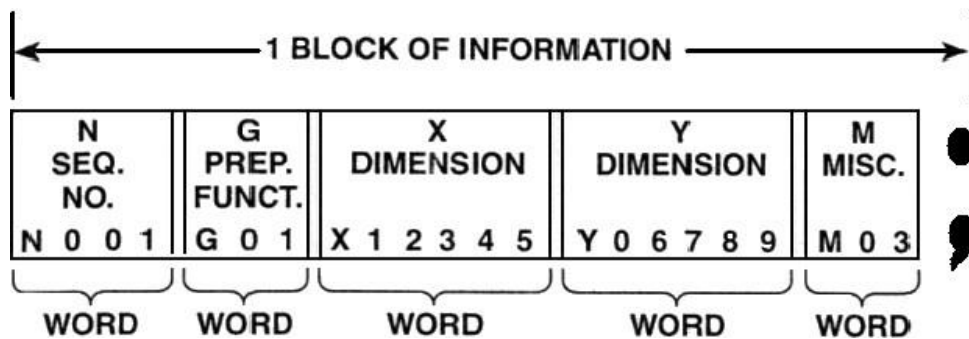 1 BLOCK OF INFORMATION
N G X Y M
SEQ. PREP. DIMENSION DIMENSION MISC.
NO. FUNCT.
N 0 0 1 G 0 1 X 1 2 3 4 5 Y 0 6 7 8 9 M 0 3 ;
WORD WORD WORD WORD WORD